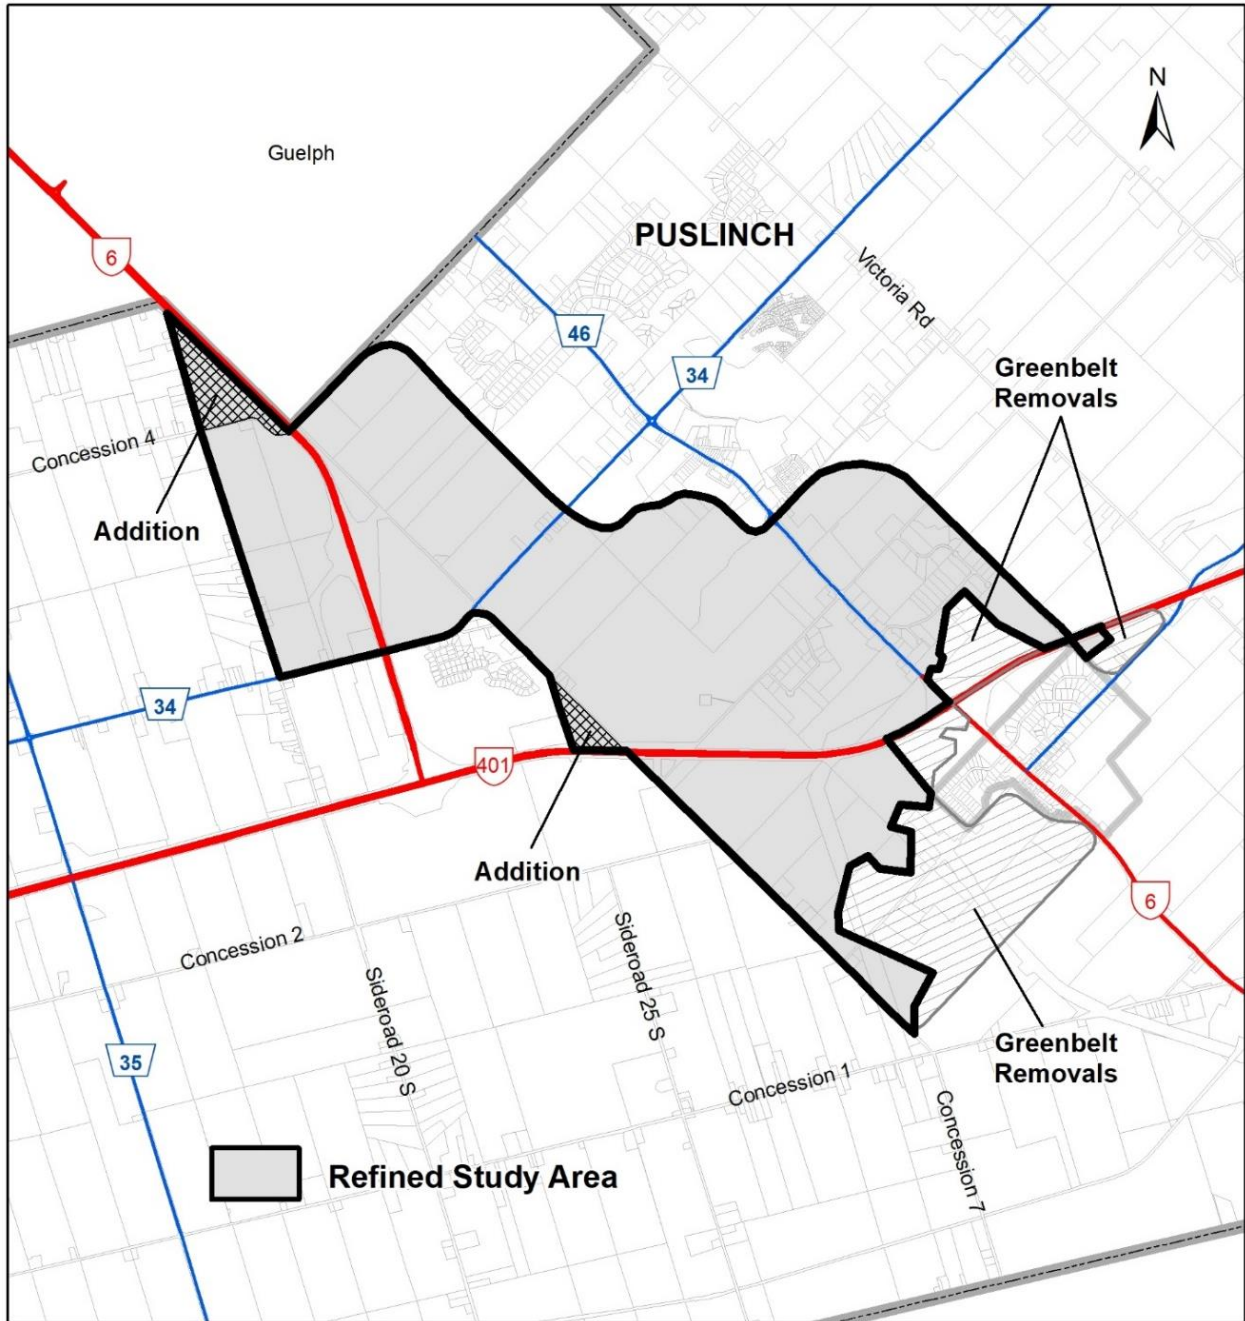 N
Guelph
PUSLINCH
6
Victoria Rd
46
34
Greenbelt
Removals
Concession 4
Addition
34
401
Addition
6
Concession 2
Sideroad 20 S
Sideroad 25 S
35
Greenbelt
Removals
Concession 1
Concession 7
Refined Study Area